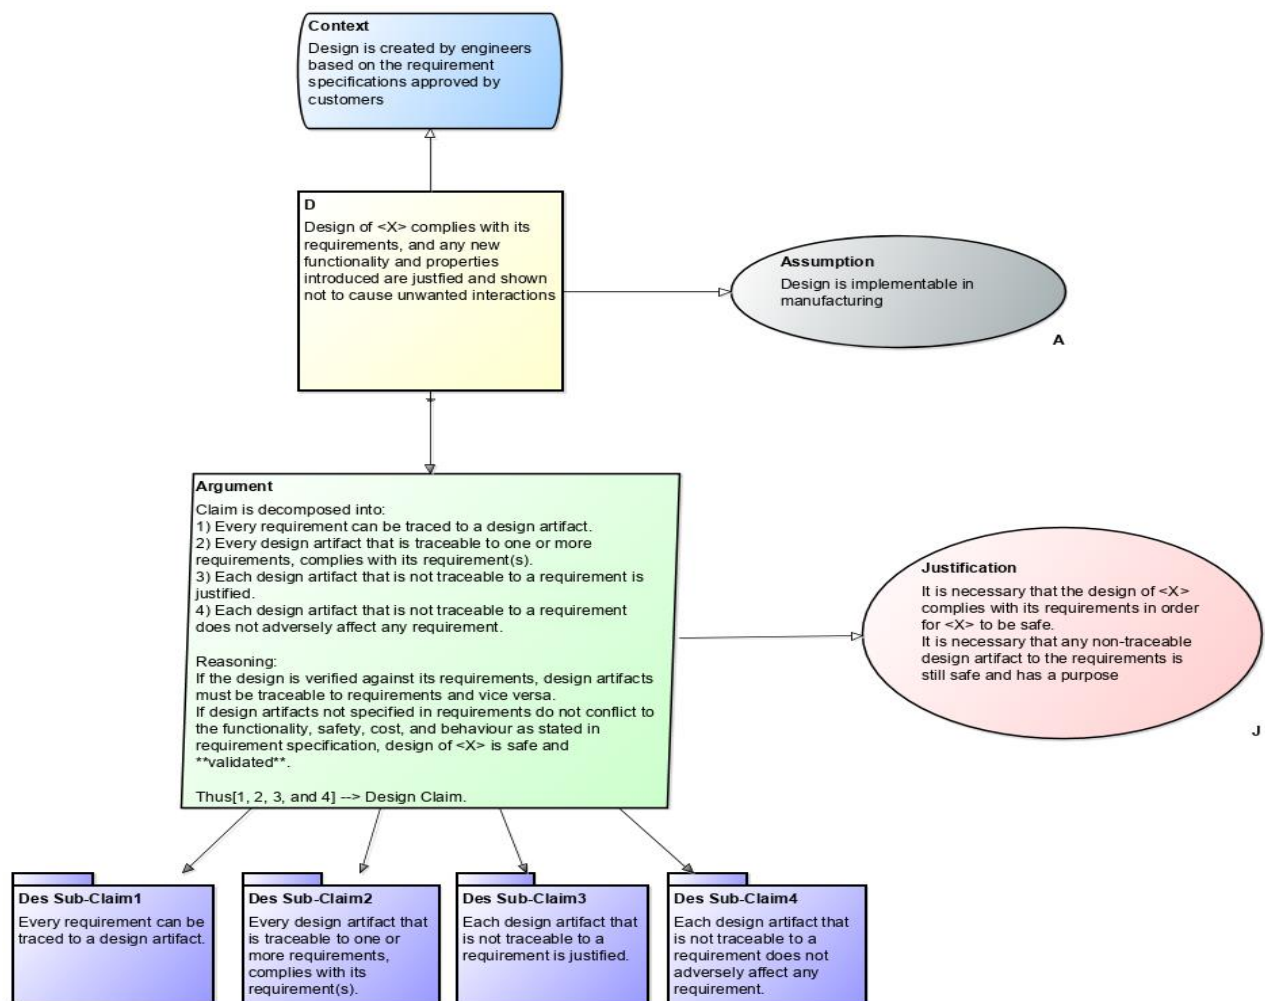 Context
Design is created by engineers
based on the requirement
specifications approved by
customers
D
Design of <X> complies with its
requirements, and any new
functionality and properties
introduced are justfied and shown
not to cause unwanted interactions
Assumption
Design is implementable in
manufacturing
A
Argument
Claim is decomposed into:
1) Every requirement can be traced to a design artifact.
2) Every design artifact that is traceable to one or more
requirements, complies with its requirement(s).
3) Each design artifact that is not traceable to a requirement is
justified.
4) Each design artifact that is not traceable to a requirement
does not adversely affect any requirement.
Reasoning:
If the design is verified against its requirements, design artifacts
must be traceable to requirements and vice versa.
If design artifacts not specified in requirements do not conflict to
the functionality, safety, cost, and behaviour as stated in
requirement specification, design of <X> is safe and
**validated**.
Thus[1, 2, 3, and 4] --> Design Claim.
Justification
It is necessary that the design of <X>
complies with its requirements in order
for <X> to be safe.
It is necessary that any non-traceable
design artifact to the requirements is
still safe and has a purpose
J
Des Sub-Claim1
Every requirement can be
traced to a design artifact.
Des Sub-Claim2
Every design artifact that
is traceable to one or
more requirements,
complies with its
requirement(s).
Des Sub-Claim3
Each design artifact that
is not traceable to a
requirement is justified.
Des Sub-Claim4
Each design artifact that
is not traceable to a
requirement does not
adversely affect any
requirement.